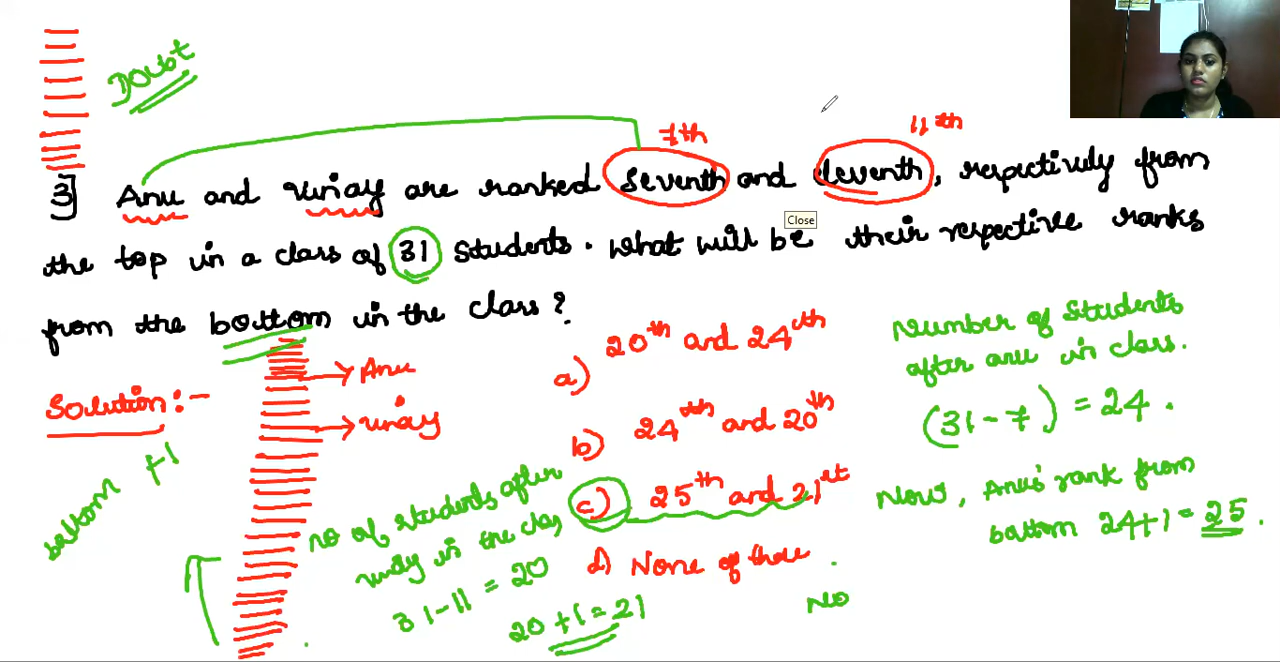 Doubt
7th
11th
3] Anu and Vinay are ranked Seventh and eleventh, repectively from
the top in a class of 31 Students. What will be their respective ranks
from the bottom in the class?
Close
Solution:-
Anu
Vinay
a) 20th and 24th
b) 24th and 20th
c) 25th and 21st
d) None of these.
Number of Students
after anu in class.
(31-7) = 24.
Now, Anu's rank from
bottom 24+1 = 25.
bottom +1
no of students after
vinay in the class
31-11 = 20
20+1 = 21
No